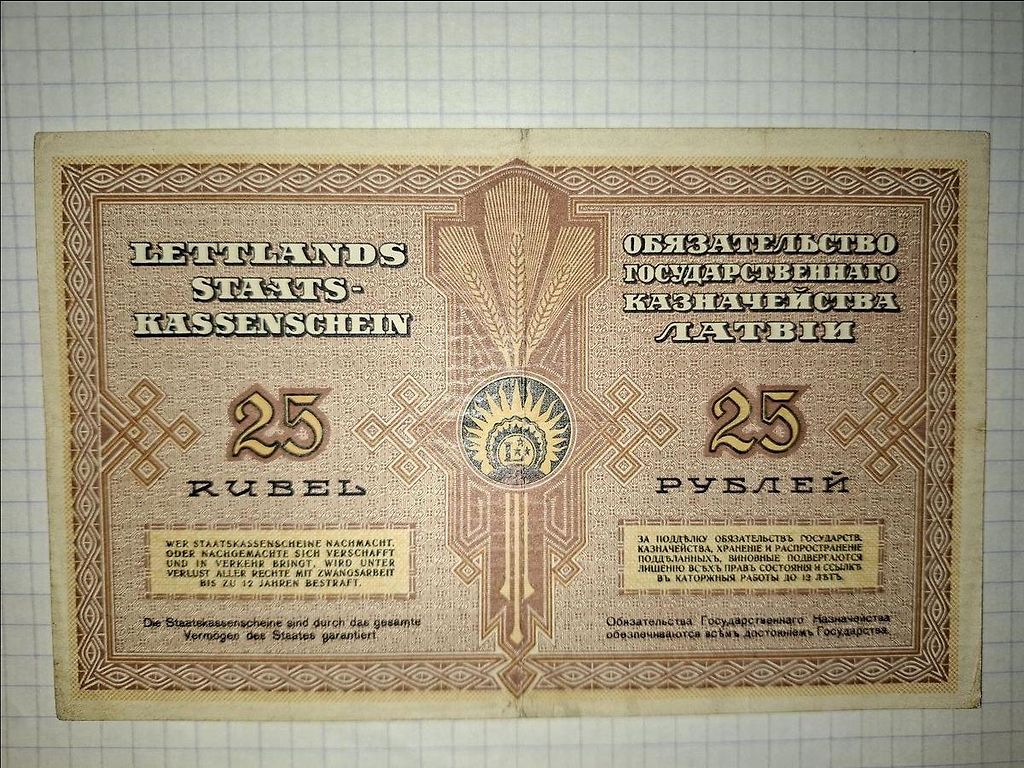 LETTLANDS
STAATS-
KASSENSCHEIN
25
RUBEL
WER STAATSKASSENSCHEINE NACHMACHT,
ODER NACHGEMACHTE SICH VERSCHAFFT
UND IN VERKEHR BRINGT, WIRD UNTER
VERLUST ALLER RECHTE MIT ZWANGSARBEIT
BIS ZU 12 JAHREN BESTRAFT.
Die Staatskassenscheine sind durch das gesamte
Vermögen des Staates garantiert.
ОБЯЗАТЕЛЬСТВО
ГОСУДАРСТВЕННАГО
КАЗНАЧЕЙСТВА
ЛАТВІИ
25
РУБЛЕЙ
ЗА ПОДДѢЛКУ ОБЯЗАТЕЛЬСТВЪ ГОСУДАРСТВ.
КАЗНАЧЕЙСТВА, ХРАНЕНІЕ И РАСПРОСТРАНЕНІЕ
ПОДДѢЛАННЫХЪ, ВИНОВНЫЕ ПОДВЕРГАЮТСЯ
ЛИШЕНІЮ ВСѢХЪ ПРАВЪ СОСТОЯНІЯ И ССЫЛКѢ
ВЪ КАТОРЖНЫЯ РАБОТЫ ДО 12 ЛѢТЪ.
Обязательства Государственнаго Казначейства
обезпечиваются всѣмъ достояніемъ Государства.